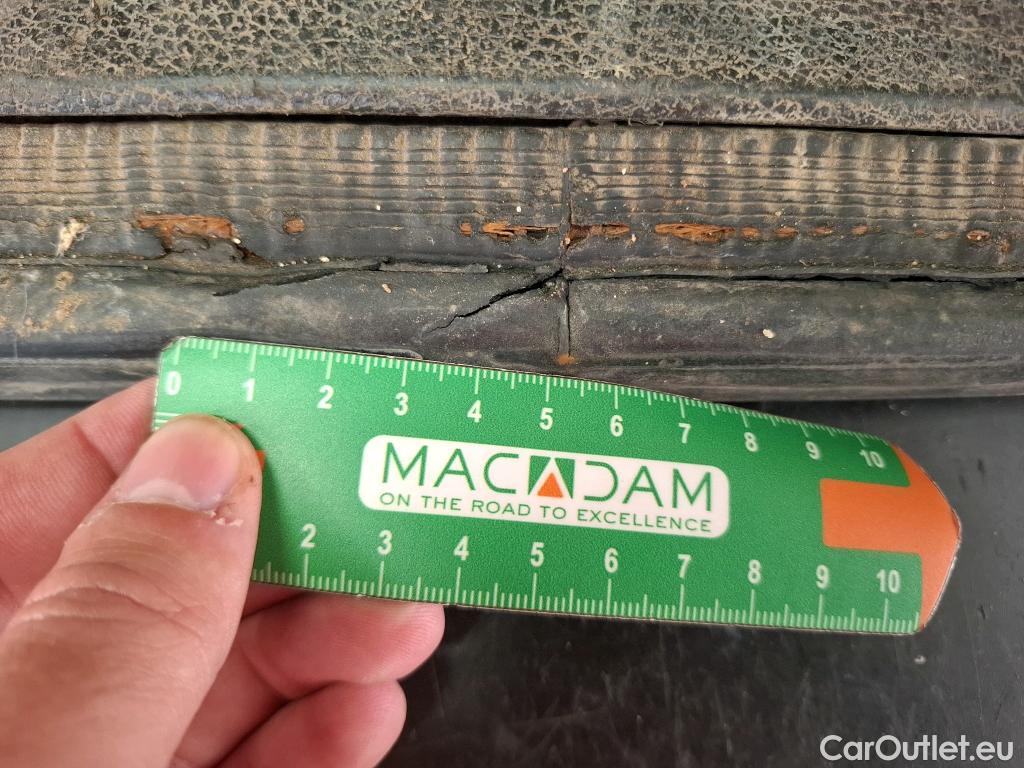 0 1 2 3 4 5 6 7 8 9 10
MACADAM
ON THE ROAD TO EXCELLENCE
2 3 4 5 6 7 8 9 10
CarOutlet.eu